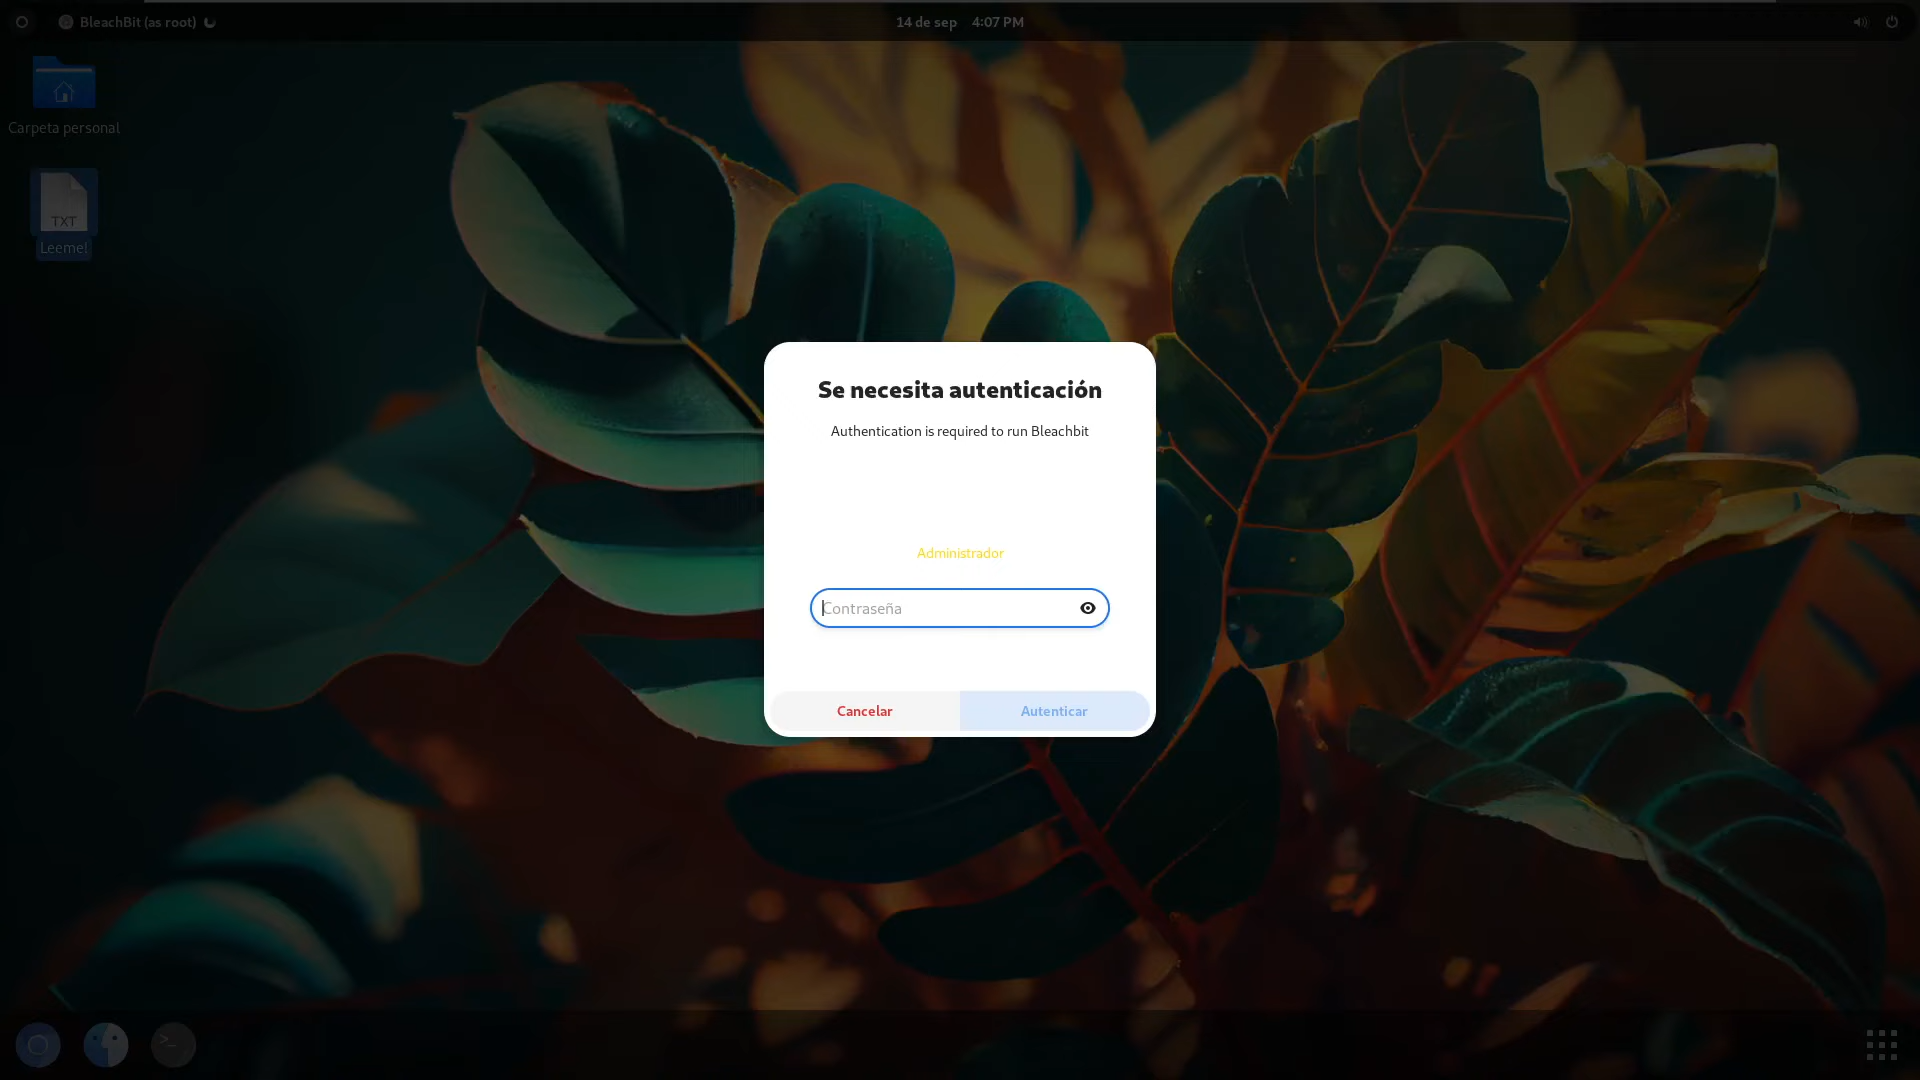 BleachBit (as root)
14 de sep 4:07 PM
Carpeta personal
TXT
Leeme!
Se necesita autenticación
Authentication is required to run Bleachbit
Administrador
Contraseña
Cancelar
Autenticar
>_